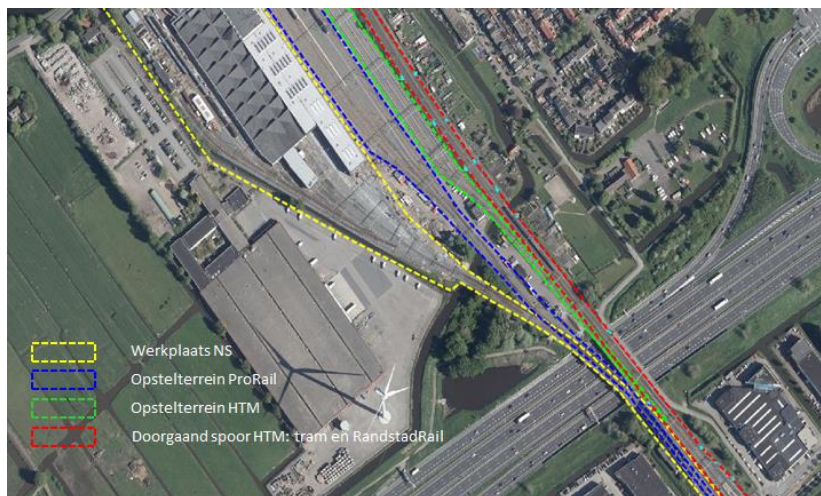 Werkplaats NS
Opstelterrein ProRail
Opstelterrein HTM
Doorgaand spoor HTM: tram en RandstadRail